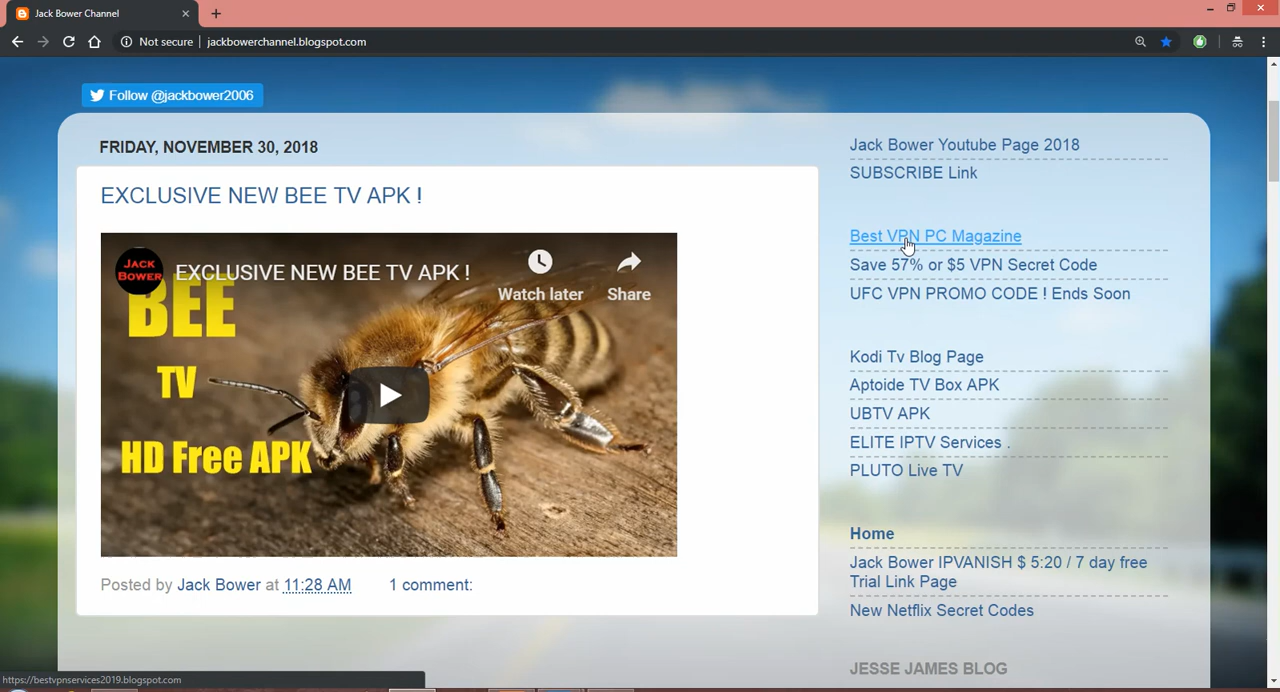 Jack Bower Channel
Not secure
jackbowerchannel.blogspot.com
Follow @jackbower2006
FRIDAY, NOVEMBER 30, 2018
EXCLUSIVE NEW BEE TV APK !
JACK
BOWER
EXCLUSIVE NEW BEE TV APK !
Watch later
Share
BEE
TV
HD Free APK
Posted by Jack Bower at 11:28 AM
1 comment:
Jack Bower Youtube Page 2018
SUBSCRIBE Link
Best VPN PC Magazine
Save 57% or $5 VPN Secret Code
UFC VPN PROMO CODE ! Ends Soon
Kodi Tv Blog Page
Aptoide TV Box APK
UBTV APK
ELITE IPTV Services .
PLUTO Live TV
Home
Jack Bower IPVANISH $ 5:20 / 7 day free
Trial Link Page
New Netflix Secret Codes
JESSE JAMES BLOG
https://bestvpnservices2019.blogspot.com